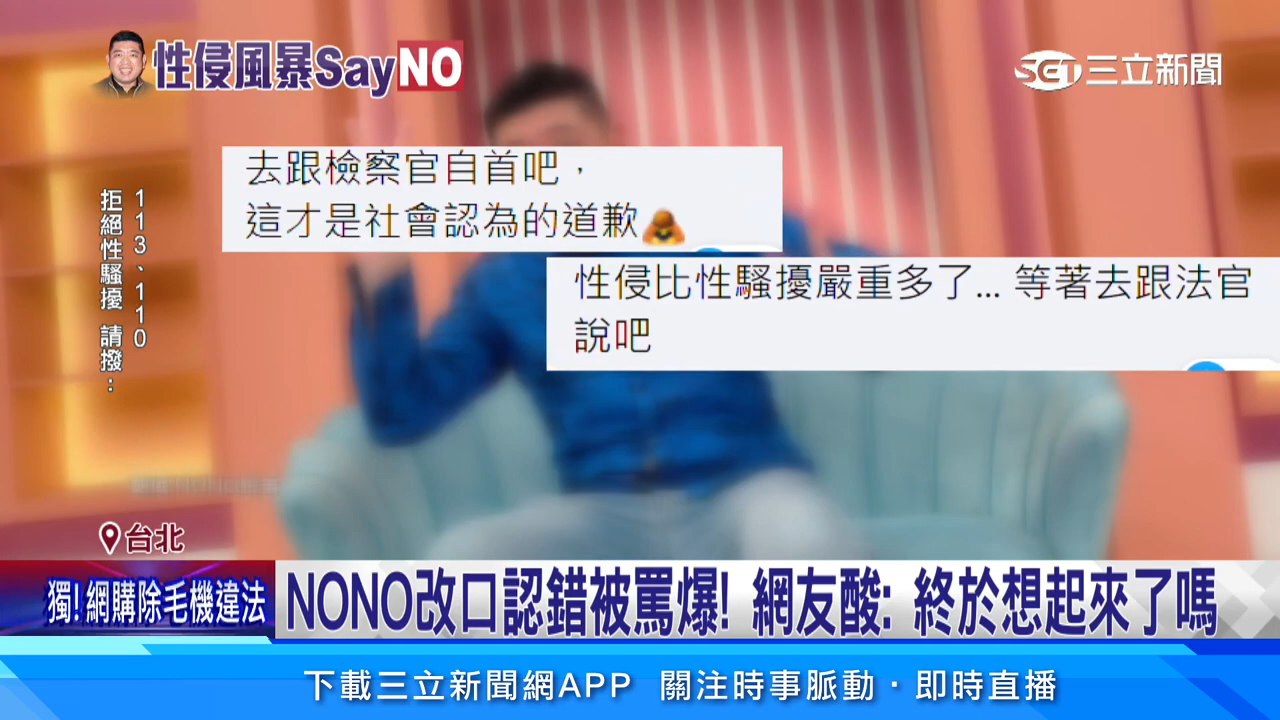 性侵風暴SayNO
SET三立新聞
去跟檢察官自首吧，
這才是社會認為的道歉
性侵比性騷擾嚴重多了... 等著去跟法官
說吧
拒絕性騷擾 請撥：
113、110
台北
獨!網購除毛機違法
NONO改口認錯被罵爆! 網友酸: 終於想起來了嗎
下載三立新聞網APP 關注時事脈動・即時直播